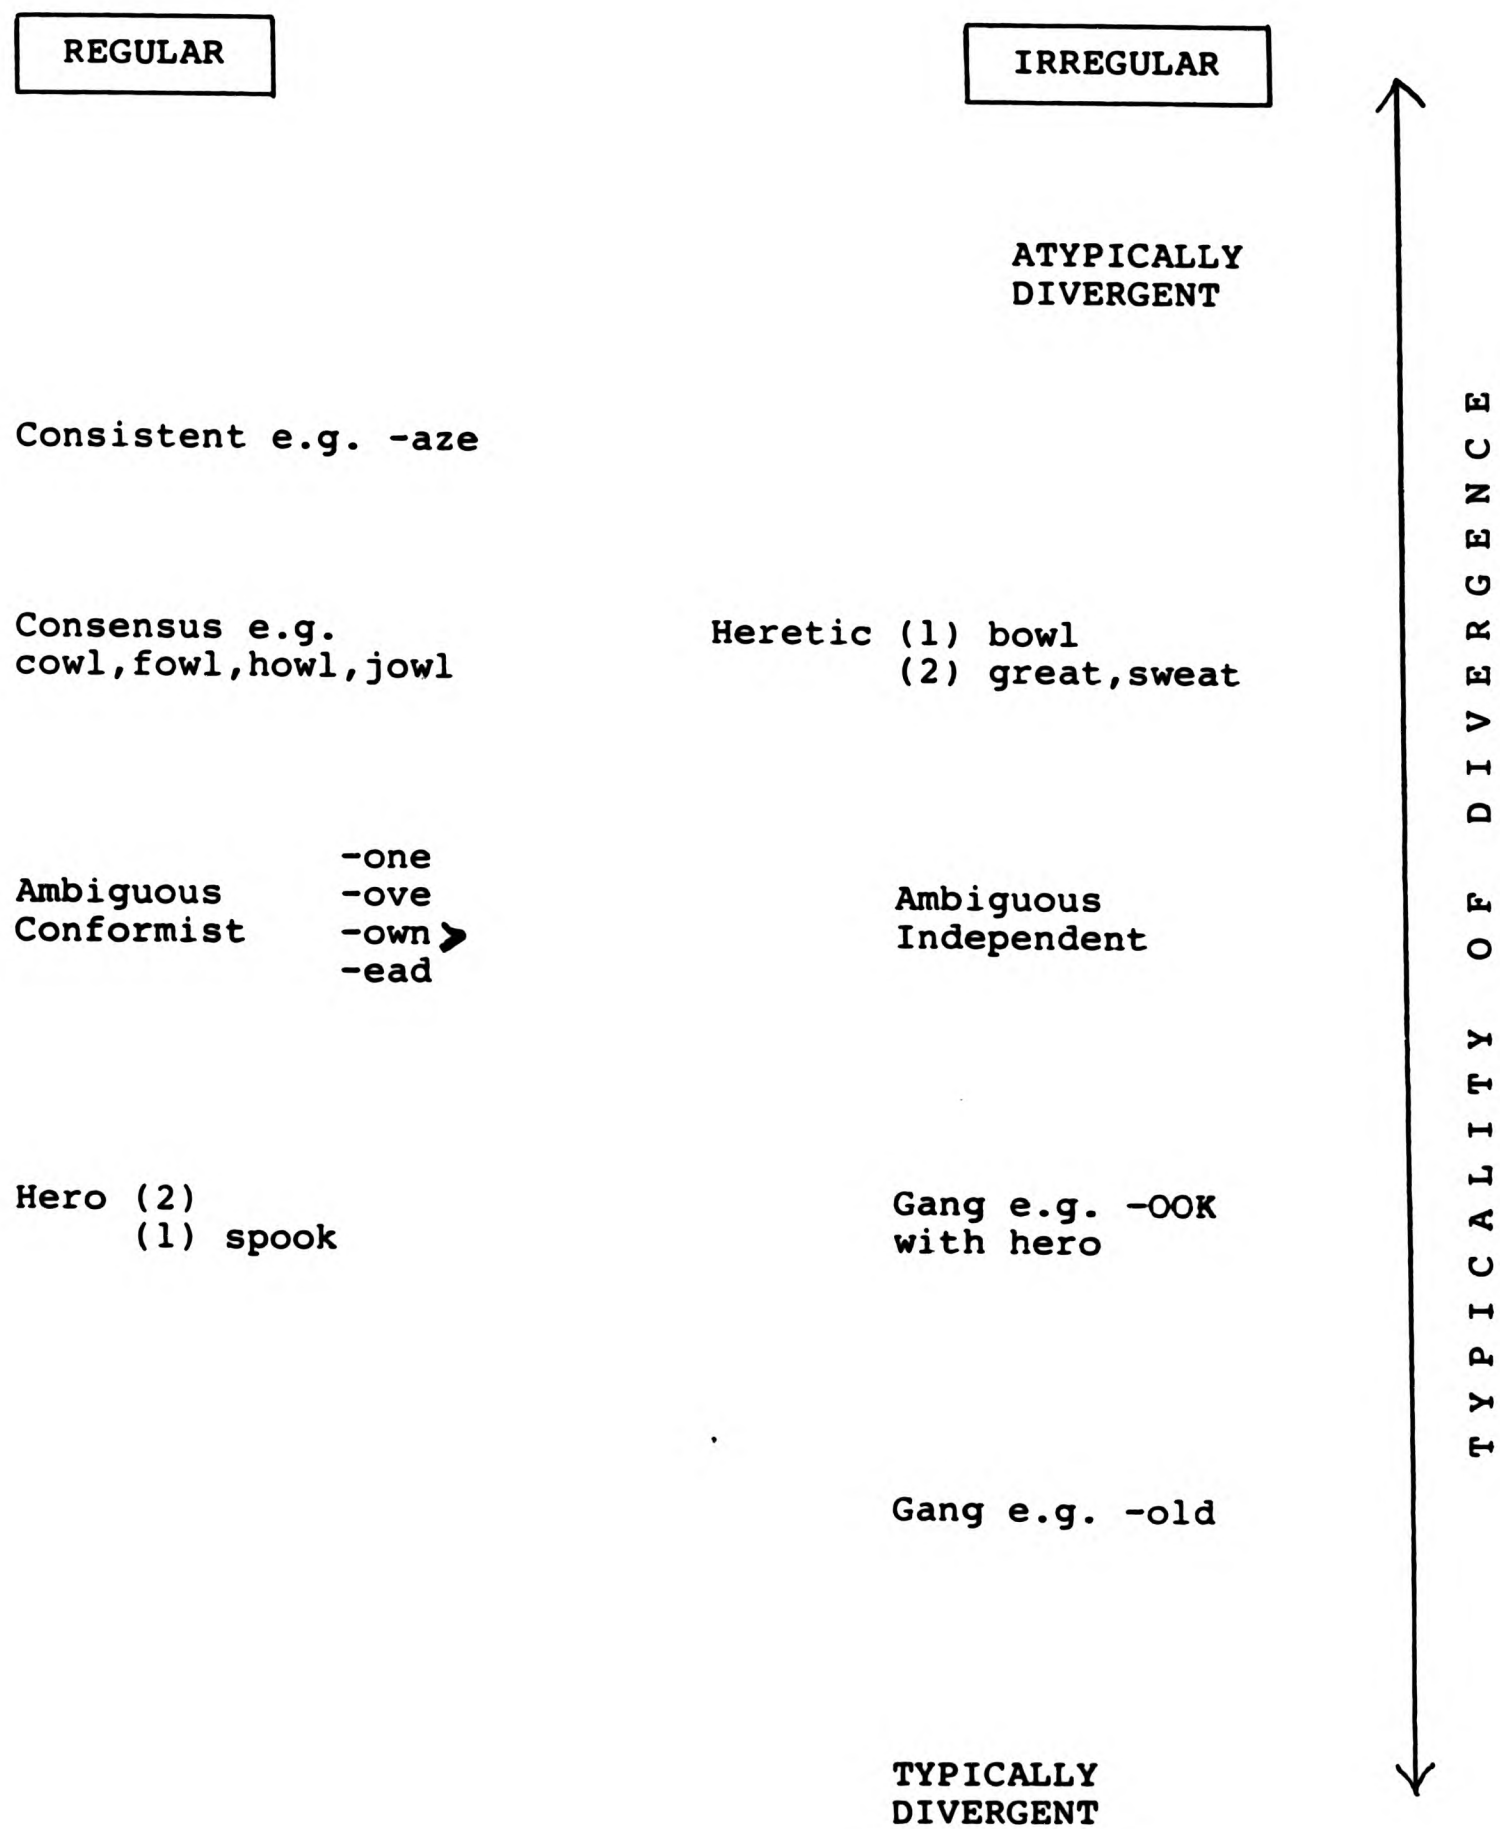 REGULAR
IRREGULAR
ATYPICALLY
DIVERGENT
Consistent e.g. -aze
Consensus e.g.
cowl,fowl,howl,jowl
Heretic (1) bowl
(2) great,sweat
-one
Ambiguous -ove
Conformist -own >
-ead
Ambiguous
Independent
Hero (2)
(1) spook
Gang e.g. -OOK
with hero
Gang e.g. -old
TYPICALLY
DIVERGENT
TYPICALITY OF DIVERGENCE